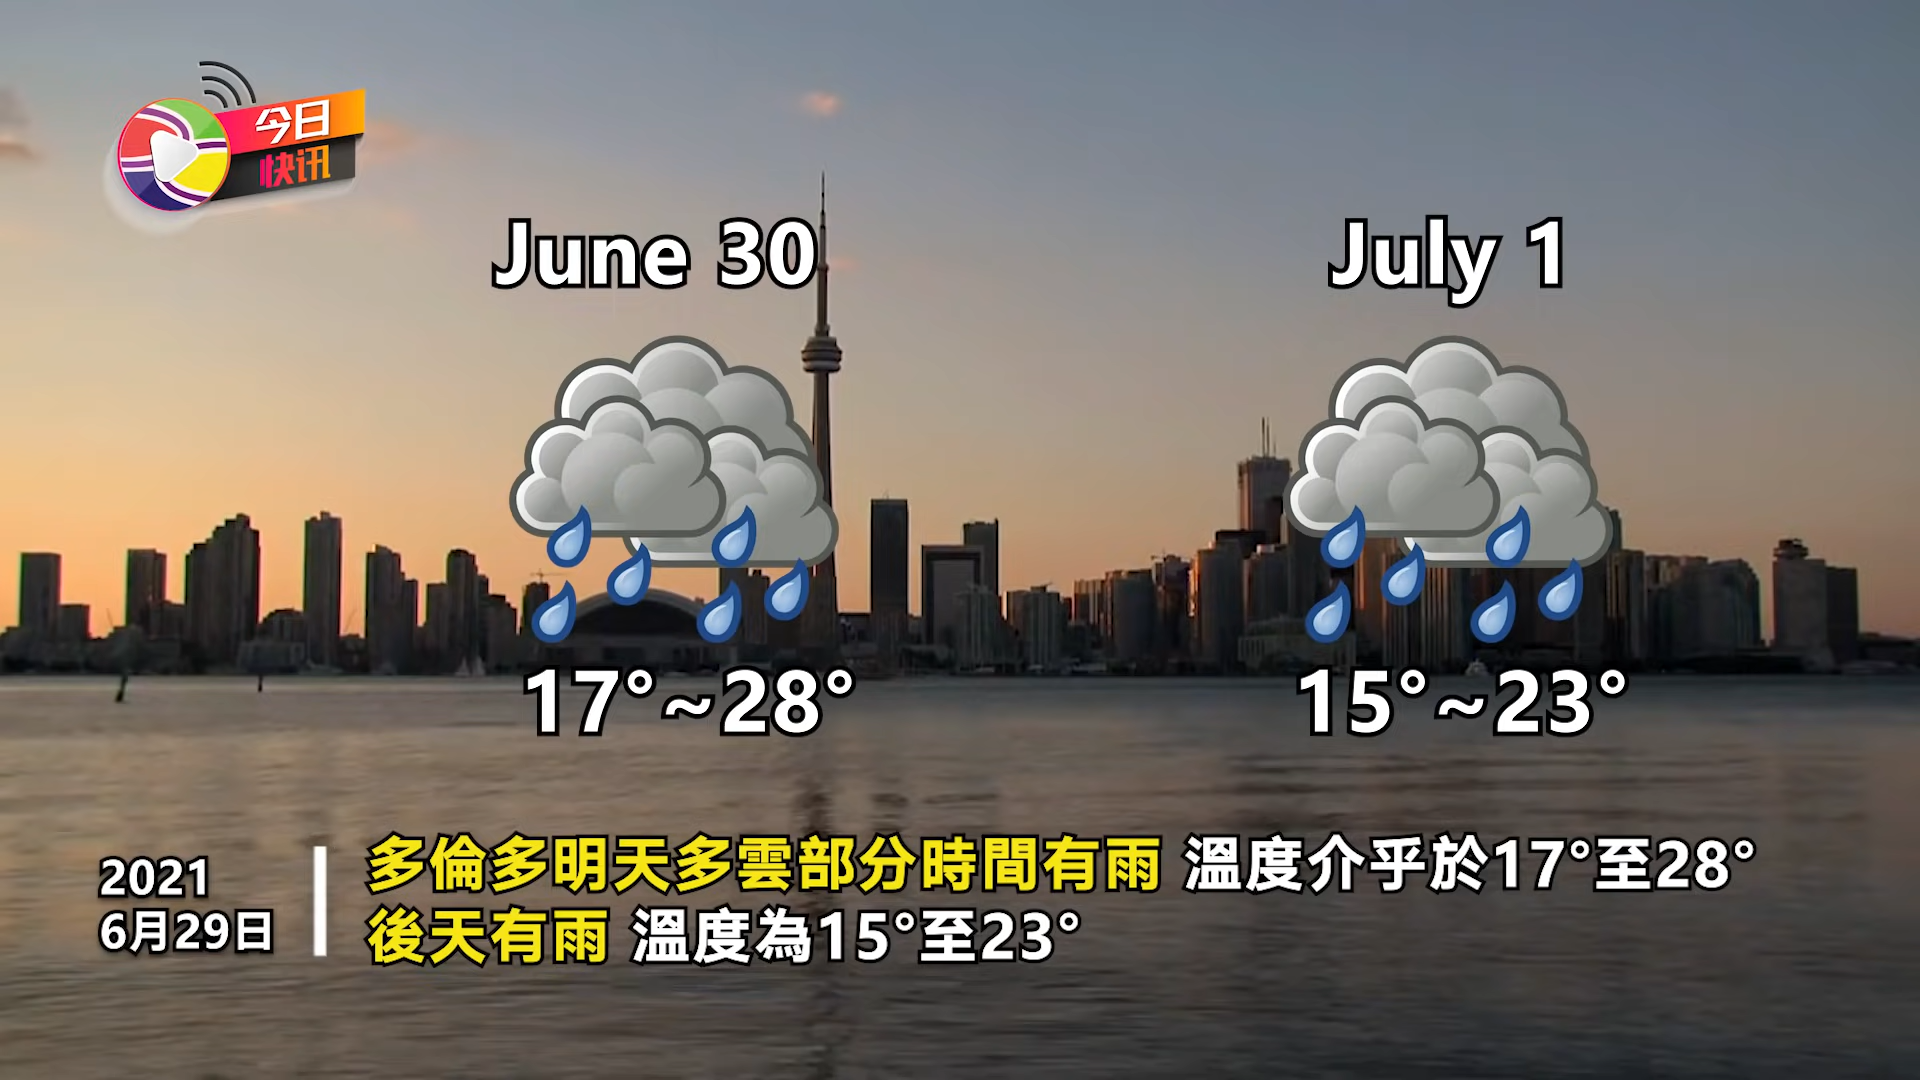 今日
快讯
June 30
July 1
17°~28°
15°~23°
2021
6月29日
多倫多明天多雲部分時間有雨 溫度介乎於17°至28°
後天有雨 溫度為15°至23°